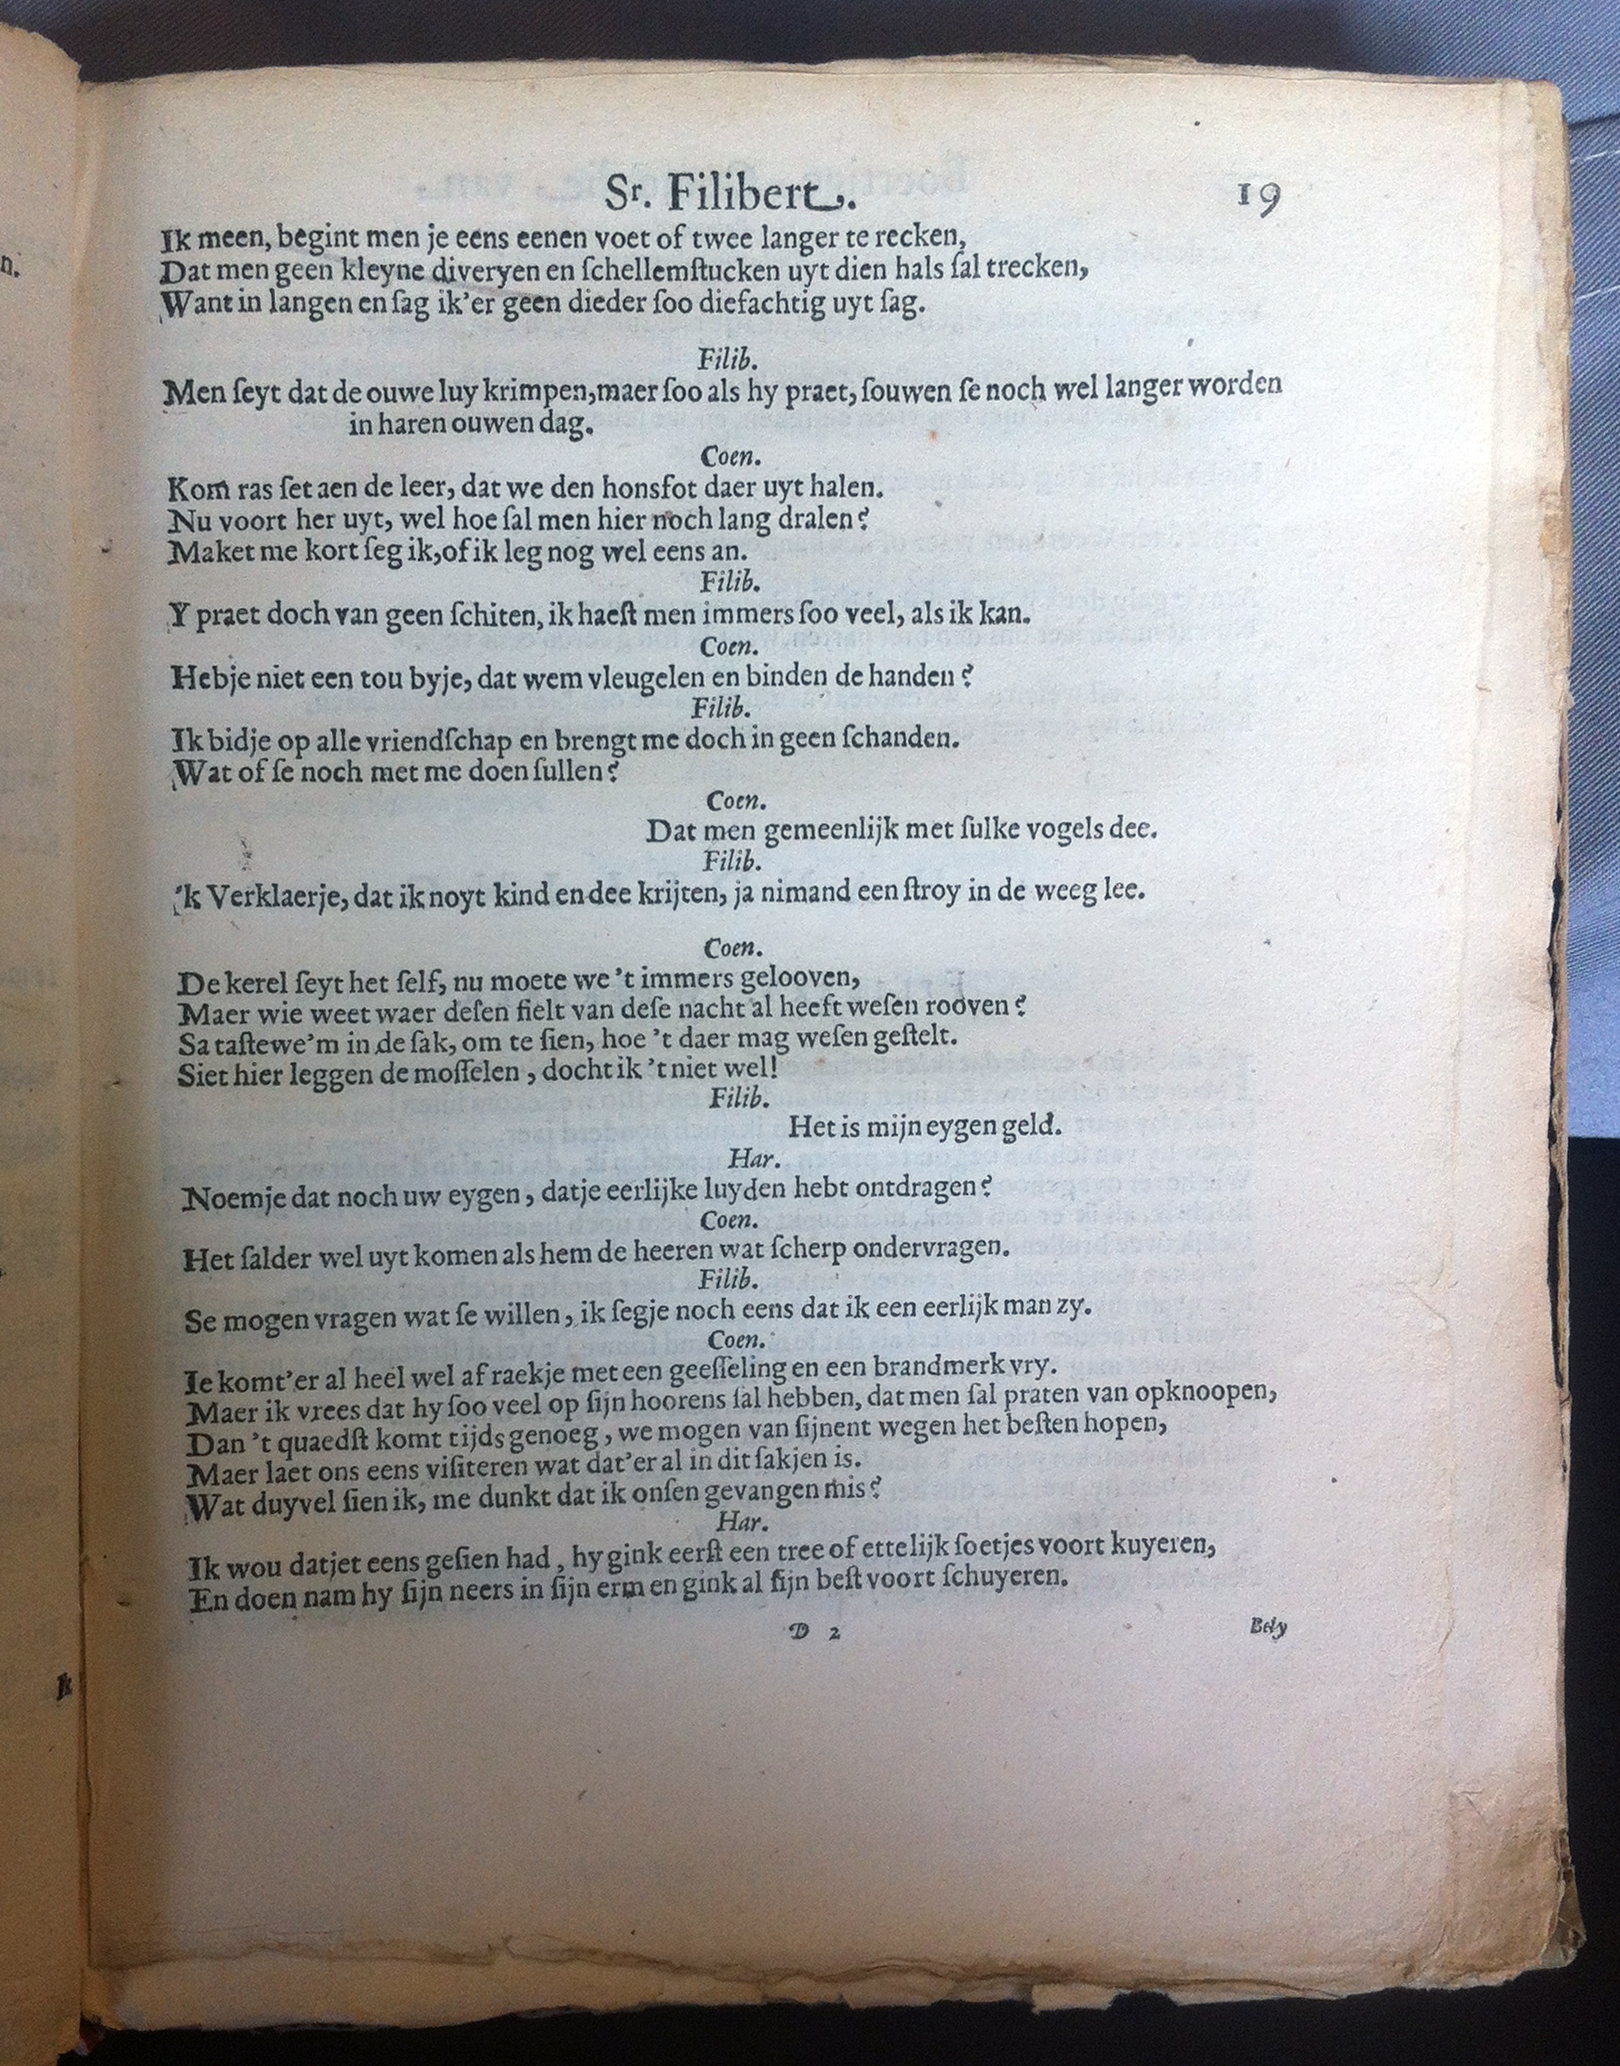 Sr. Filibert. 19
Ik meen, begint men je eens eenen voet of twee langer te recken,
Dat men geen kleyne diveryen en ſchellemſtucken uyt dien hals ſal trecken,
Want in langen en ſag ik'er geen dieder ſoo diefachtig uyt ſag.
Filib.
Men ſeyt dat de ouwe luy krimpen, maer ſoo als hy praet, ſouwen ſe noch wel langer worden
in haren ouwen dag.
Coen.
Kom ras ſet aen de leer, dat we den honsfot daer uyt halen.
Nu voort her uyt, wel hoe ſal men hier noch lang dralen?
Maket me kort ſeg ik, of ik leg nog wel eens an.
Filib.
Y praet doch van geen ſchiten, ik haeſt men immers ſoo veel, als ik kan.
Coen.
Hebje niet een tou byje, dat wem vleugelen en binden de handen?
Filib.
Ik bidje op alle vriendſchap en brengt me doch in geen ſchanden.
Wat of ſe noch met me doen ſullen?
Coen.
Dat men gemeenlijk met ſulke vogels dee.
Filib.
'k Verklaerje, dat ik noyt kind en dee krijten, ja nimand een ſtroy in de weeg lee.
Coen.
De kerel ſeyt het ſelf, nu moete we 't immers gelooven,
Maer wie weet waer deſen fielt van deſe nacht al heeft weſen rooven?
Sa taſtewe'm in de ſak, om te ſien, hoe 't daer mag weſen geſtelt.
Siet hier leggen de moſſelen, docht ik 't niet wel!
Filib.
Het is mijn eygen geld.
Har.
Noemje dat noch uw eygen, datje eerlijke luyden hebt ontdragen?
Coen.
Het ſalder wel uyt komen als hem de heeren wat ſcherp ondervragen.
Filib.
Se mogen vragen wat ſe willen, ik ſegje noch eens dat ik een eerlijk man zy.
Coen.
Ie komt'er al heel wel af raekje met een geeſſeling en een brandmerk vry.
Maer ik vrees dat hy ſoo veel op ſijn hoorens ſal hebben, dat men ſal praten van opknoopen,
Dan 't quaedſt komt tijds genoeg, we mogen van ſijnent wegen het beſten hopen,
Maer laet ons eens viſiteren wat dat'er al in dit ſakjen is.
Wat duyvel ſien ik, me dunkt dat ik onſen gevangen mis?
Har.
Ik wou datjet eens geſien had, hy gink eerſt een tree of ettelijk ſoetjes voort kuyeren,
En doen nam hy ſijn neers in ſijn erm en gink al ſijn beſt voort ſchuyeren.
D 2 Bely
n.
k